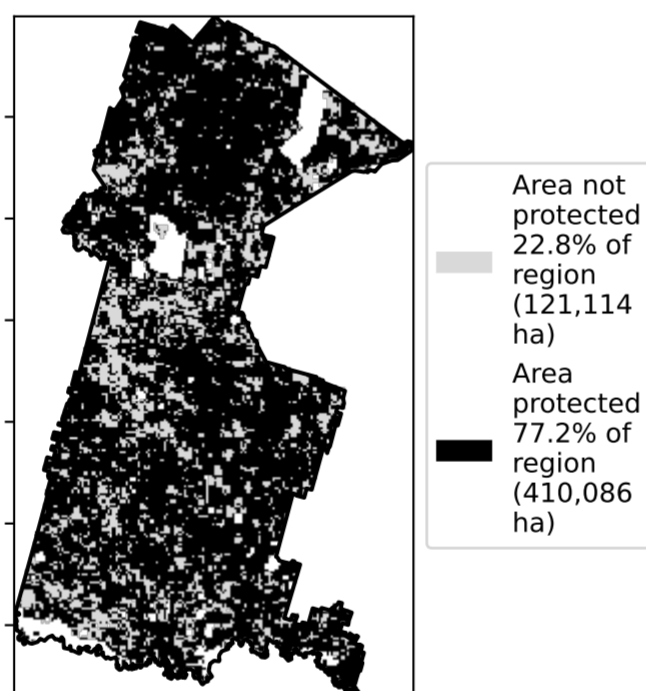 Area not
protected
22.8% of
region
(121,114
ha)
Area
protected
77.2% of
region
(410,086
ha)